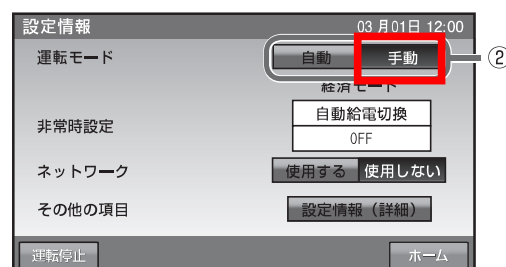 設定情報 03月01日 12:00
運転モード 自動 手動 ②
経済モード
非常時設定 自動給電切換
OFF
ネットワーク 使用する 使用しない
その他の項目 設定情報（詳細）
運転停止 ホーム